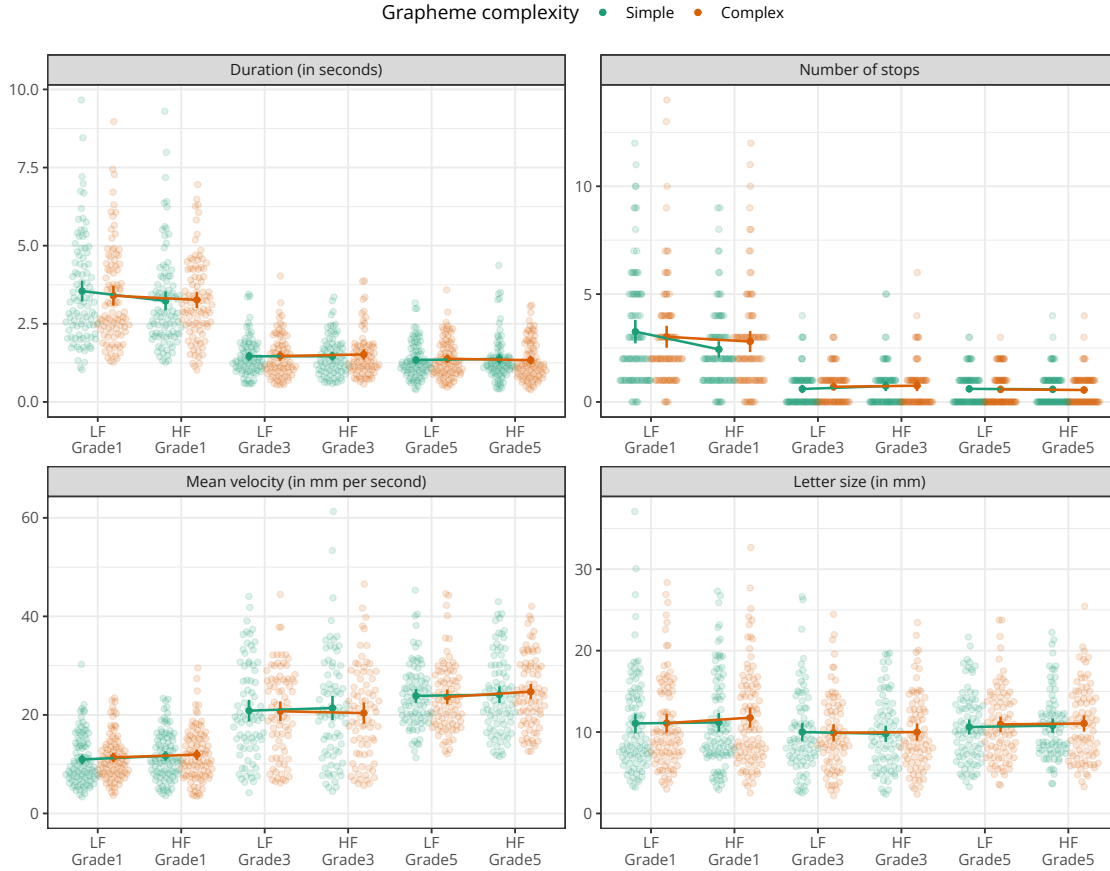 Grapheme complexity Simple Complex
Duration (in seconds)
10.0
7.5
5.0
2.5
0.0
LF Grade1
HF Grade1
LF Grade3
HF Grade3
LF Grade5
HF Grade5
Number of stops
10
5
0
LF Grade1
HF Grade1
LF Grade3
HF Grade3
LF Grade5
HF Grade5
Mean velocity (in mm per second)
60
40
20
0
LF Grade1
HF Grade1
LF Grade3
HF Grade3
LF Grade5
HF Grade5
Letter size (in mm)
30
20
10
0
LF Grade1
HF Grade1
LF Grade3
HF Grade3
LF Grade5
HF Grade5